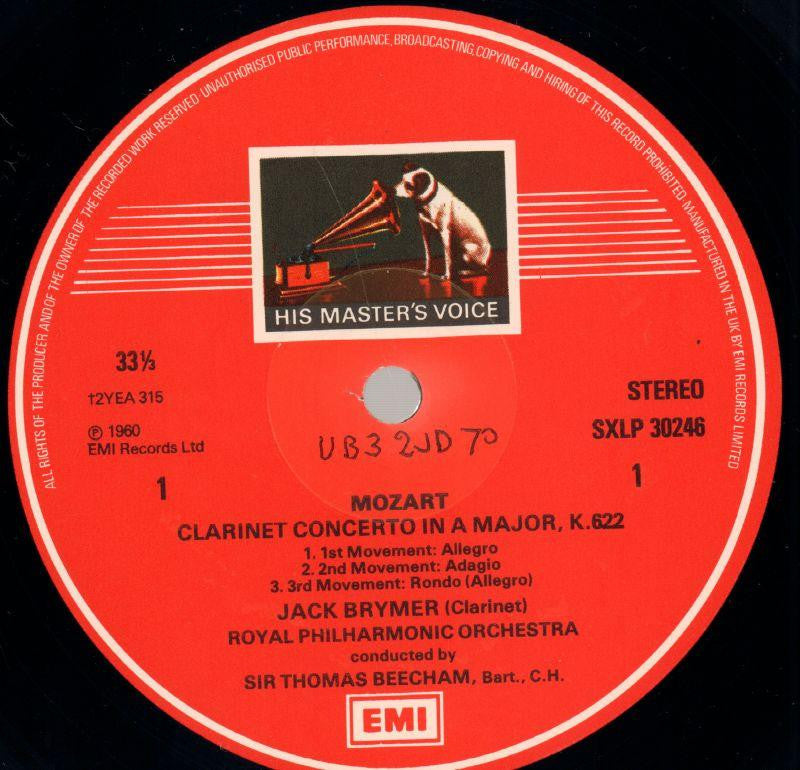 ALL RIGHTS OF THE PRODUCER AND OF THE OWNER OF THE RECORDED WORK RESERVED · UNAUTHORISED PUBLIC PERFORMANCE, BROADCASTING, COPYING AND HIRING OF THIS RECORD PROHIBITED · MANUFACTURED IN THE UK BY EMI RECORDS LIMITED
HIS MASTER'S VOICE
33⅓
†2YEA 315
℗ 1960
EMI Records Ltd
1
STEREO
SXLP 30246
1
MOZART
CLARINET CONCERTO IN A MAJOR, K.622
1. 1st Movement: Allegro
2. 2nd Movement: Adagio
3. 3rd Movement: Rondo (Allegro)
JACK BRYMER (Clarinet)
ROYAL PHILHARMONIC ORCHESTRA
conducted by
SIR THOMAS BEECHAM, Bart., C.H.
EMI